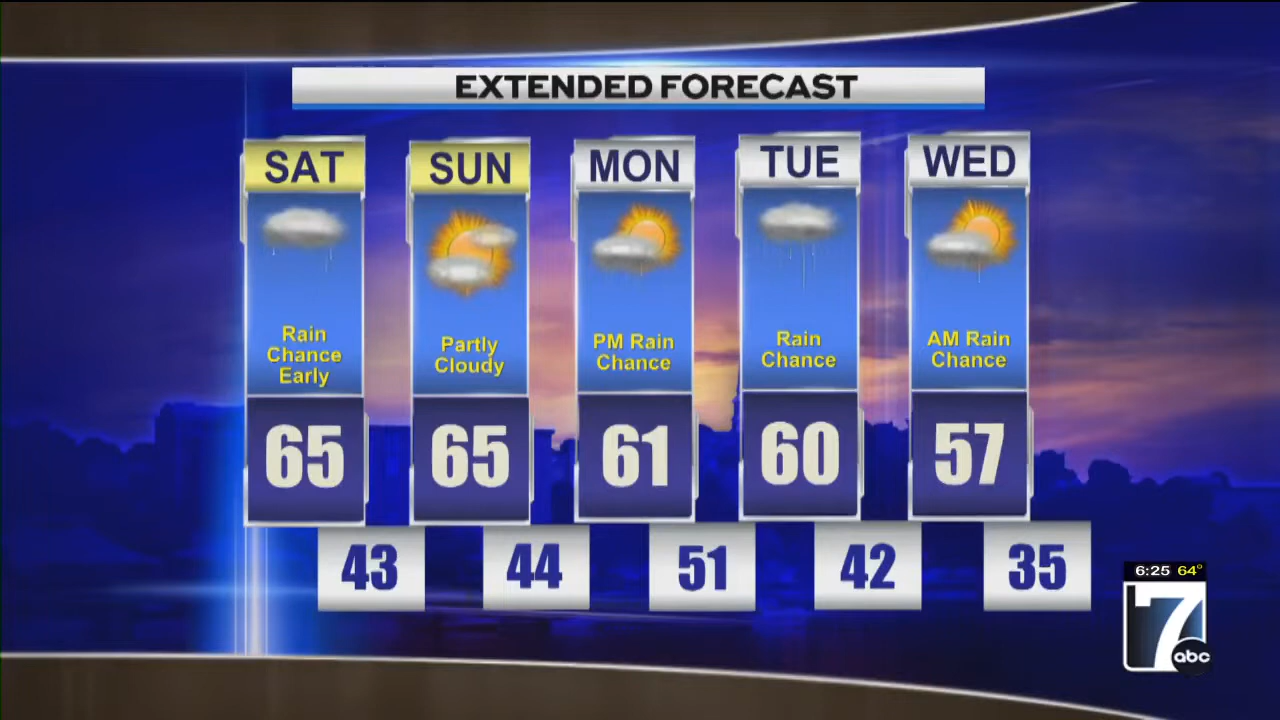 EXTENDED FORECAST
SAT
SUN
MON
TUE
WED
Rain
Chance
Early
Partly
Cloudy
PM Rain
Chance
Rain
Chance
AM Rain
Chance
65
65
61
60
57
43
44
51
42
35
6:25 64°
7
abc